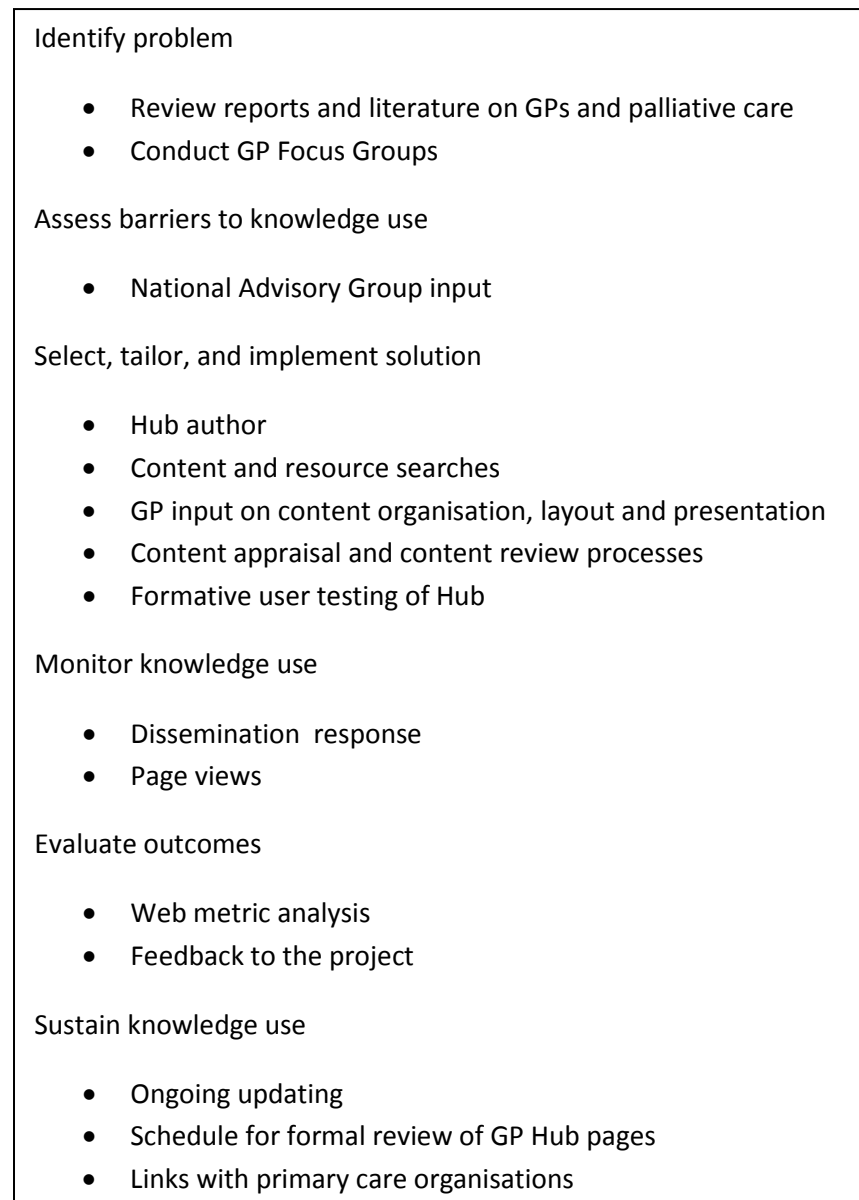 Identify problem
• Review reports and literature on GPs and palliative care
• Conduct GP Focus Groups
Assess barriers to knowledge use
• National Advisory Group input
Select, tailor, and implement solution
• Hub author
• Content and resource searches
• GP input on content organisation, layout and presentation
• Content appraisal and content review processes
• Formative user testing of Hub
Monitor knowledge use
• Dissemination  response
• Page views
Evaluate outcomes
• Web metric analysis
• Feedback to the project
Sustain knowledge use
• Ongoing updating
• Schedule for formal review of GP Hub pages
• Links with primary care organisations